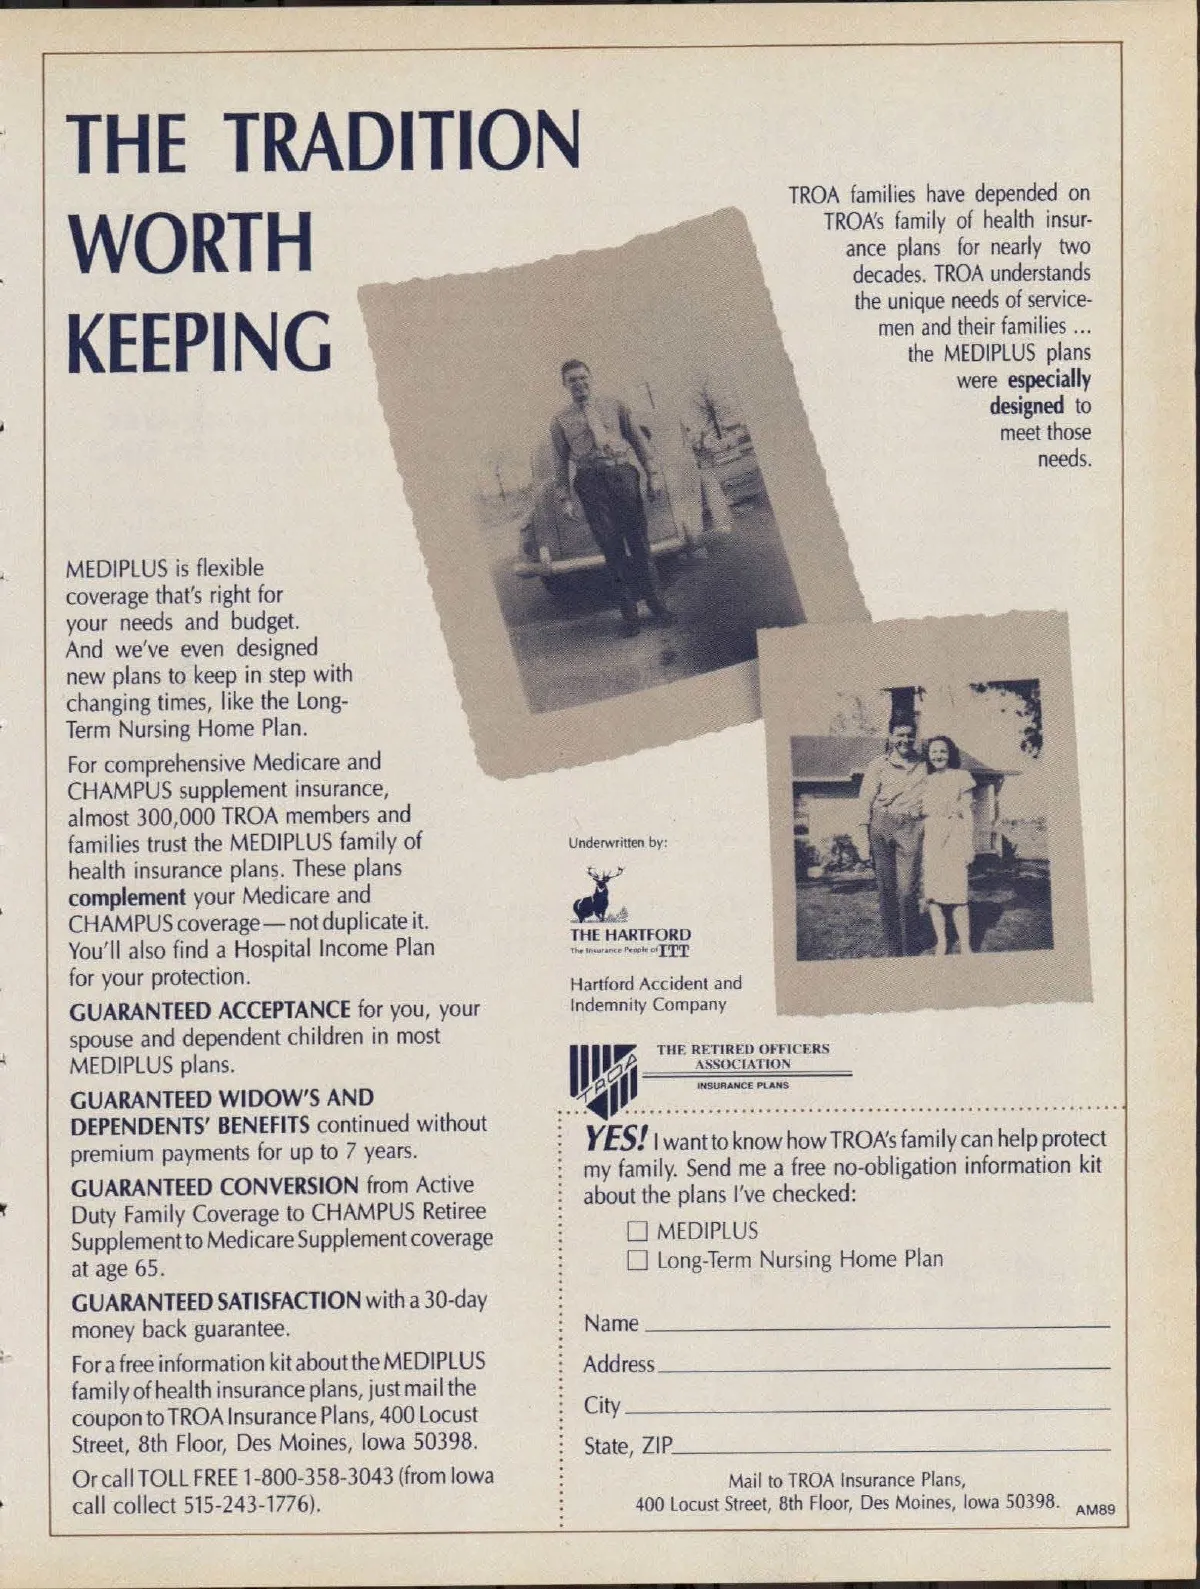 THE TRADITION
WORTH
KEEPING
TROA families have depended on
TROA's family of health insur-
ance plans for nearly two
decades. TROA understands
the unique needs of service-
men and their families ...
the MEDIPLUS plans
were especially
designed to
meet those
needs.
MEDIPLUS is flexible
coverage that's right for
your needs and budget.
And we've even designed
new plans to keep in step with
changing times, like the Long-
Term Nursing Home Plan.
For comprehensive Medicare and
CHAMPUS supplement insurance,
almost 300,000 TROA members and
families trust the MEDIPLUS family of
health insurance plans. These plans
complement your Medicare and
CHAMPUS coverage—not duplicate it.
You'll also find a Hospital Income Plan
for your protection.
GUARANTEED ACCEPTANCE for you, your
spouse and dependent children in most
MEDIPLUS plans.
GUARANTEED WIDOW'S AND
DEPENDENTS' BENEFITS continued without
premium payments for up to 7 years.
GUARANTEED CONVERSION from Active
Duty Family Coverage to CHAMPUS Retiree
Supplement to Medicare Supplement coverage
at age 65.
GUARANTEED SATISFACTION with a 30-day
money back guarantee.
For a free information kit about the MEDIPLUS
family of health insurance plans, just mail the
coupon to TROA Insurance Plans, 400 Locust
Street, 8th Floor, Des Moines, Iowa 50398.
Or call TOLL FREE 1-800-358-3043 (from Iowa
call collect 515-243-1776).
Underwritten by:
THE HARTFORD
The Insurance People of ITT
Hartford Accident and
Indemnity Company
TROA
THE RETIRED OFFICERS
ASSOCIATION
INSURANCE PLANS
YES! I want to know how TROA's family can help protect
my family. Send me a free no-obligation information kit
about the plans I've checked:
☐ MEDIPLUS
☐ Long-Term Nursing Home Plan
Name
Address
City
State, ZIP
Mail to TROA Insurance Plans,
400 Locust Street, 8th Floor, Des Moines, Iowa 50398.
AM89